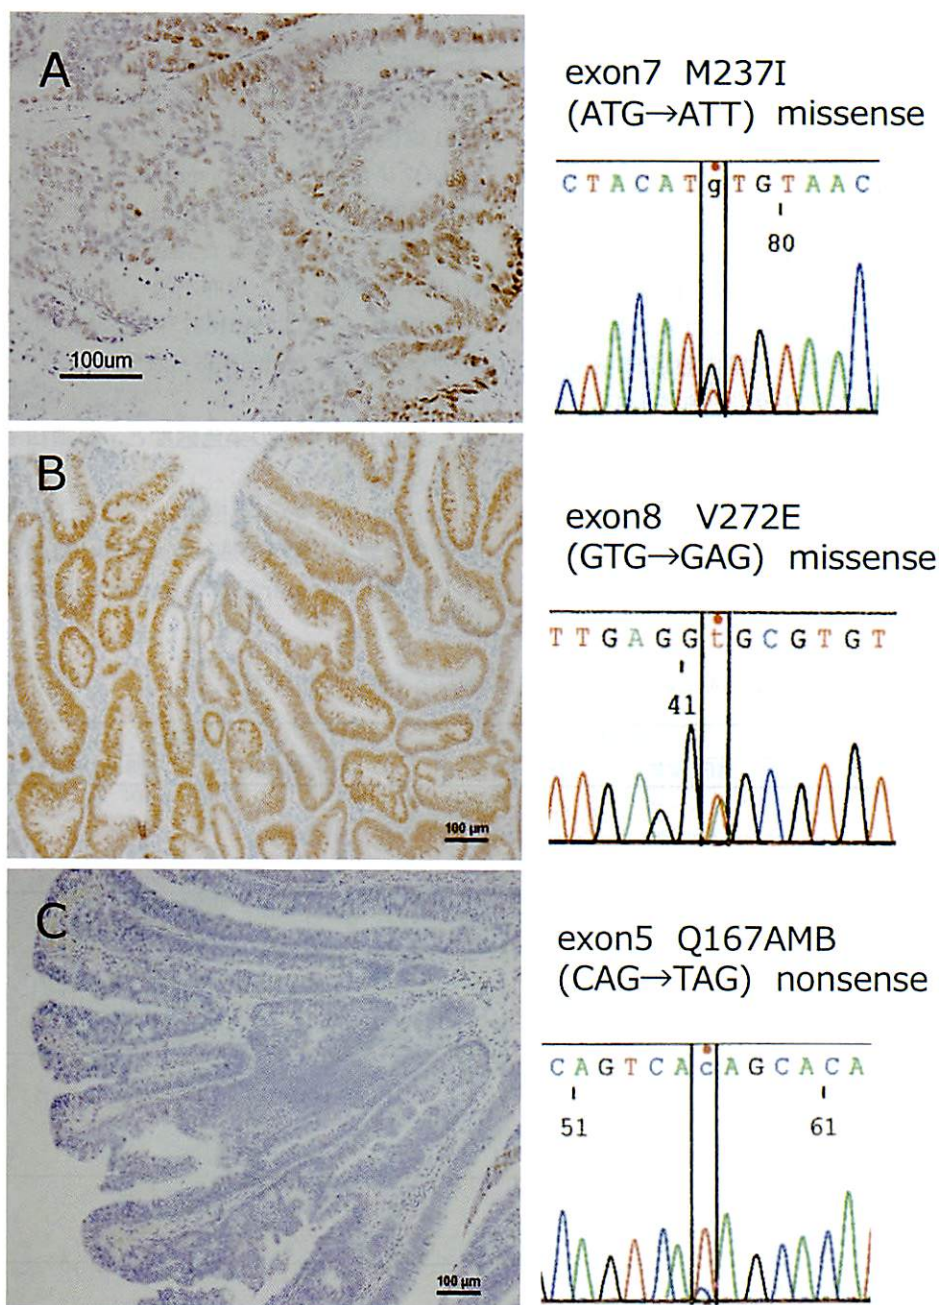 A
100um
exon7 M237I
(ATG→ATT) missense
CTACATgTGTAAC
80
B
100 µm
exon8 V272E
(GTG→GAG) missense
TTGAGGtGCGTGT
41
C
100 µm
exon5 Q167AMB
(CAG→TAG) nonsense
CAGTCACAGCACA
51 61